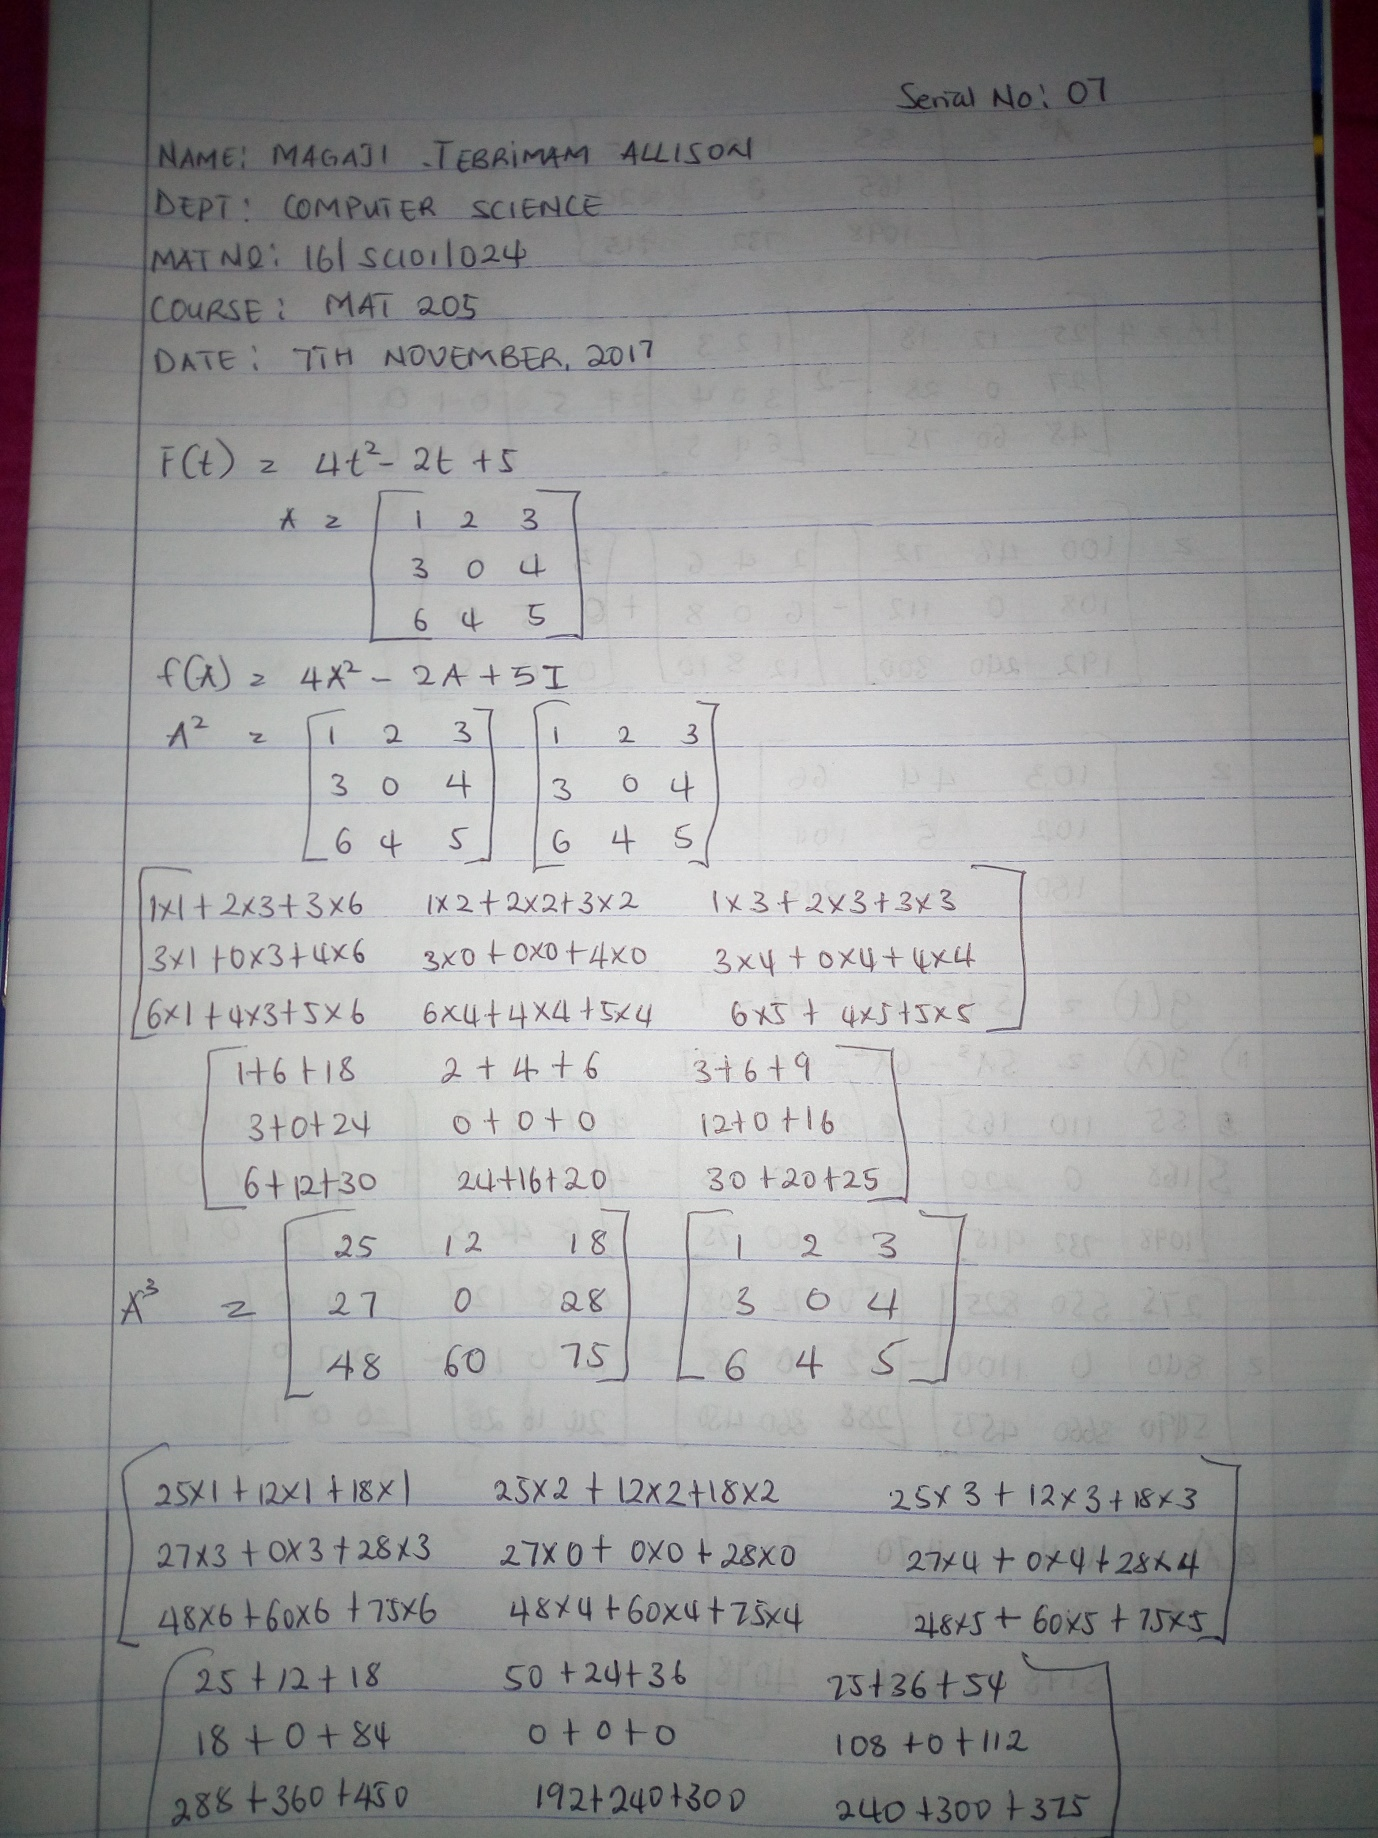 Serial No: 07
NAME: MAGAJI TEBRIMAM ALLISON
DEPT: COMPUTER SCIENCE
MAT NO: 16/SCI01/024
COURSE: MAT 205
DATE: 7TH NOVEMBER, 2017
F(t) = 4t² - 2t + 5
A = [1 2 3
3 0 4
6 4 5]
f(A) = 4A² - 2A + 5I
A² = [1 2 3] [1 2 3]
[3 0 4] [3 0 4]
[6 4 5] [6 4 5]
[1x1+2x3+3x6 1x2+2x2+3x2 1x3+2x3+3x3
3x1+0x3+4x6 3x0+0x0+4x0 3x4+0x4+4x4
6x1+4x3+5x6 6x4+4x4+5x4 6x5+4x5+5x5]
[1+6+18 2+4+6 3+6+9
3+0+24 0+0+0 12+0+16
6+12+30 24+16+20 30+20+25]
[25 12 18] [1 2 3]
A³ = [27 0 28] [3 0 4]
[48 60 75] [6 4 5]
[25x1+12x1+18x1 25x2+12x2+18x2 25x3+12x3+18x3
27x3+0x3+28x3 27x0+0x0+28x0 27x4+0x4+28x4
48x6+60x6+75x6 48x4+60x4+75x4 48x5+60x5+75x5]
[25+12+18 50+24+36 75+36+54
18+0+84 0+0+0 108+0+112
288+360+450 192+240+300 240+300+375